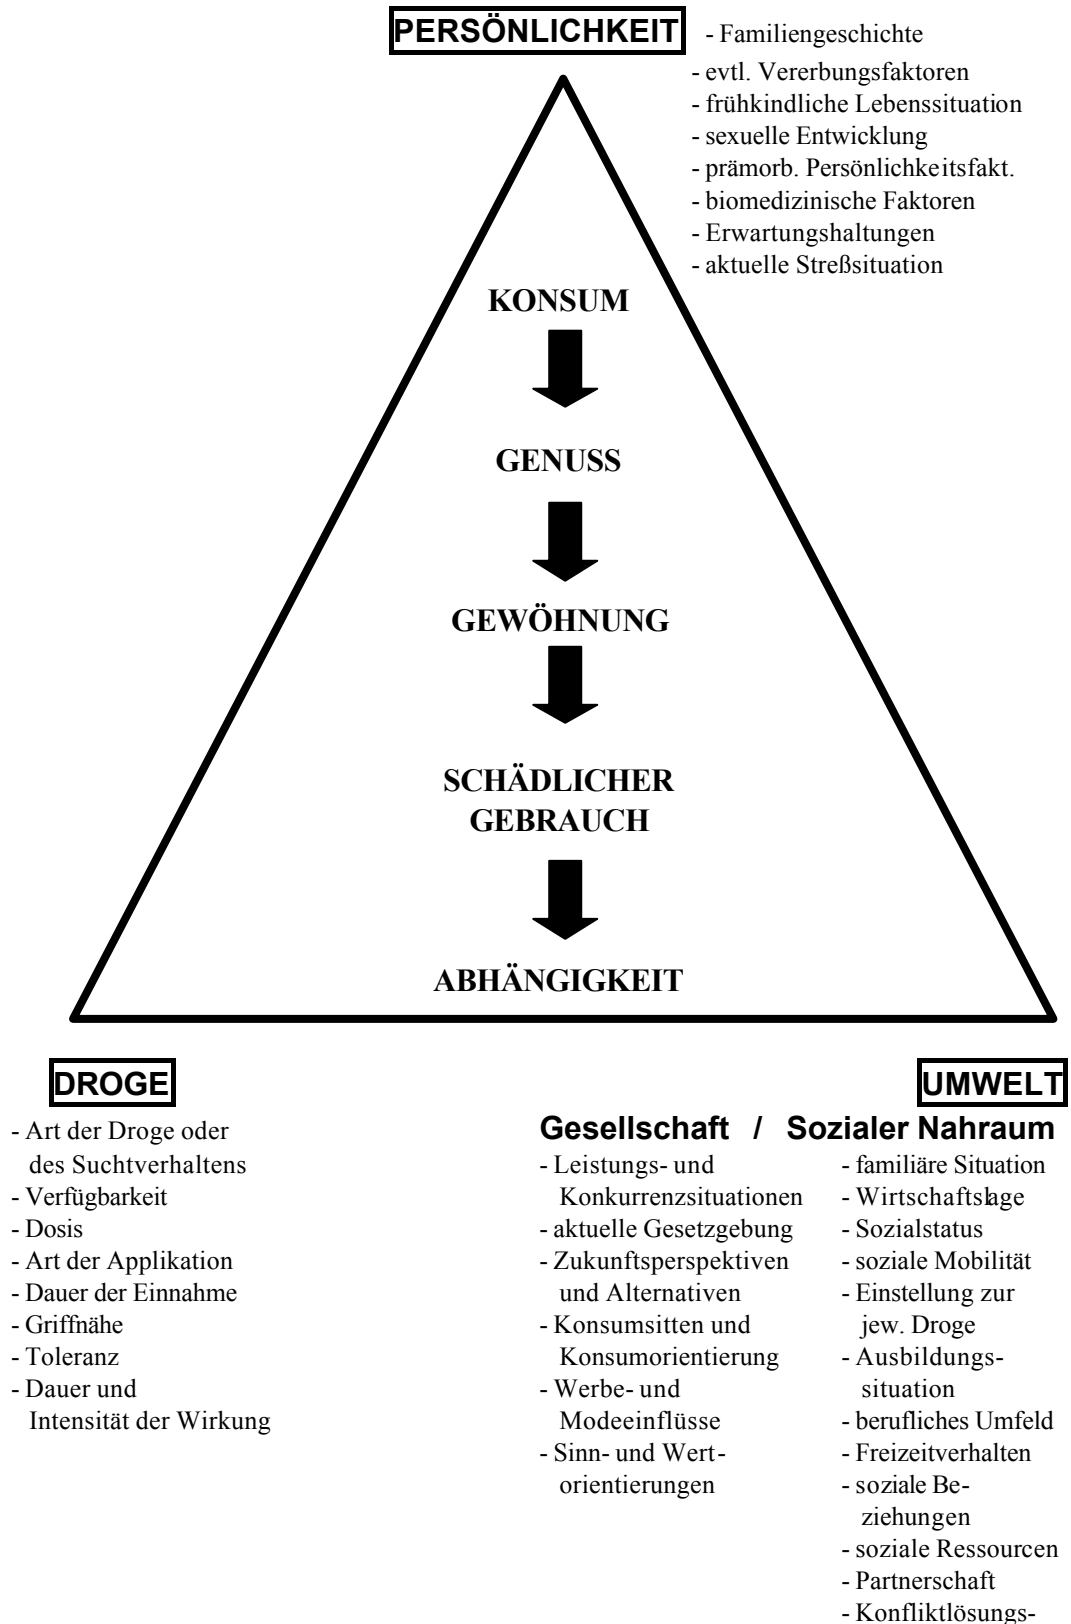 PERSÖNLICHKEIT
- Familiengeschichte
- evtl. Vererbungsfaktoren
- frühkindliche Lebenssituation
- sexuelle Entwicklung
- prämorb. Persönlichkeitsfakt.
- biomedizinische Faktoren
- Erwartungshaltungen
- aktuelle Streßsituation
KONSUM
GENUSS
GEWÖHNUNG
SCHÄDLICHER
GEBRAUCH
ABHÄNGIGKEIT
DROGE
- Art der Droge oder
des Suchtverhaltens
- Verfügbarkeit
- Dosis
- Art der Applikation
- Dauer der Einnahme
- Griffnähe
- Toleranz
- Dauer und
Intensität der Wirkung
UMWELT
Gesellschaft / Sozialer Nahraum
- Leistungs- und
Konkurrenzsituationen
- aktuelle Gesetzgebung
- Zukunftsperspektiven
und Alternativen
- Konsumsitten und
Konsumorientierung
- Werbe- und
Modeeinflüsse
- Sinn- und Wert-
orientierungen
- familiäre Situation
- Wirtschaftslage
- Sozialstatus
- soziale Mobilität
- Einstellung zur
jew. Droge
- Ausbildungs-
situation
- berufliches Umfeld
- Freizeitverhalten
- soziale Be-
ziehungen
- soziale Ressourcen
- Partnerschaft
- Konfliktlösungs-